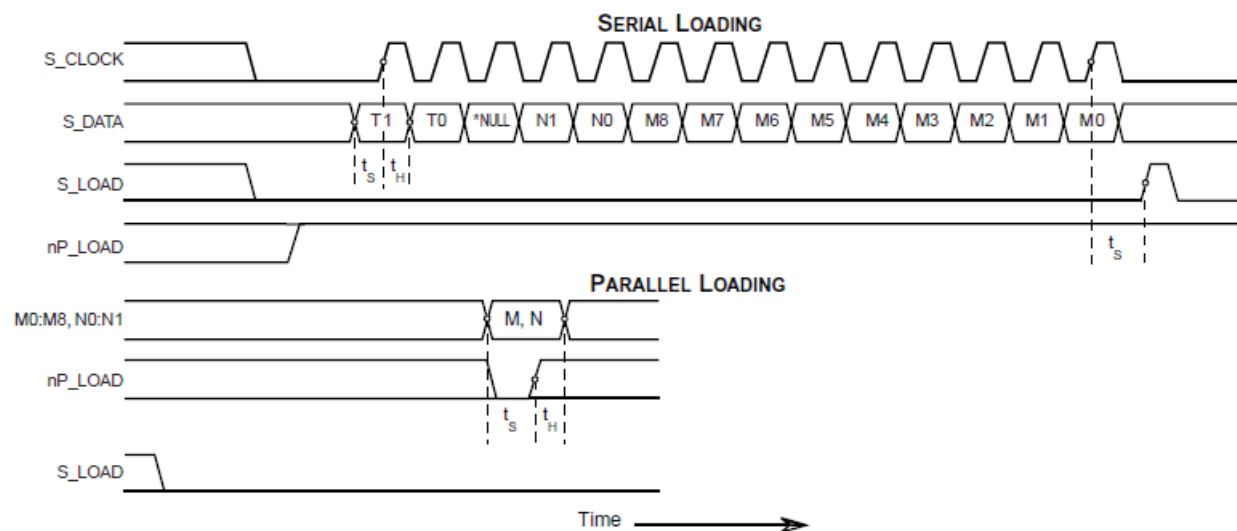 SERIAL LOADING
S_CLOCK
S_DATA T1 T0 *NULL N1 N0 M8 M7 M6 M5 M4 M3 M2 M1 M0
tS tH
S_LOAD
nP_LOAD
tS
PARALLEL LOADING
M0:M8, N0:N1 M, N
nP_LOAD
tS tH
S_LOAD
Time